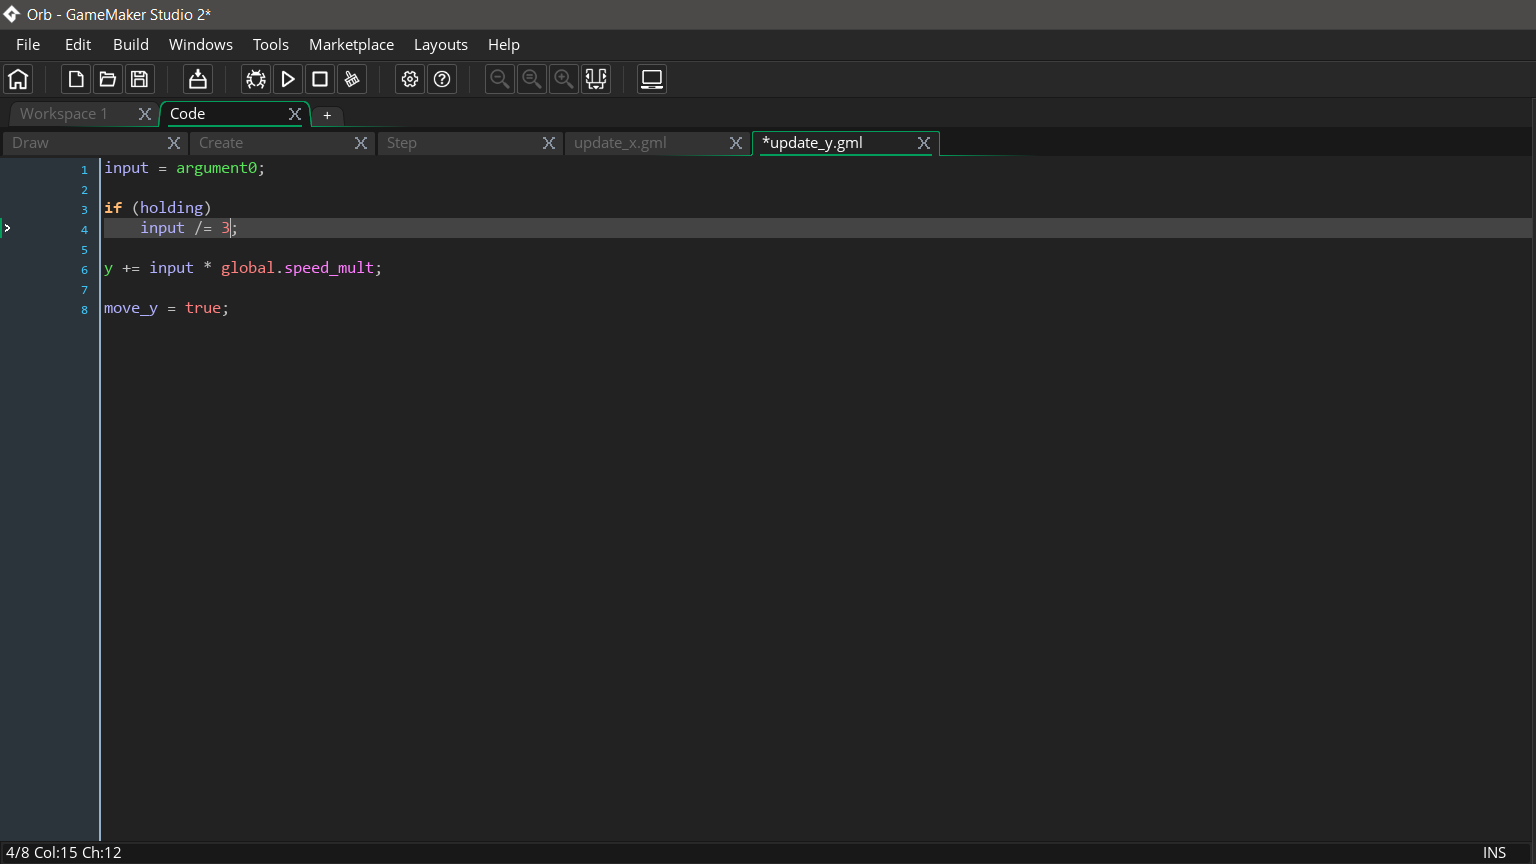 Orb - GameMaker Studio 2*
File Edit Build Windows Tools Marketplace Layouts Help
Workspace 1 X Code X +
Draw X Create X Step X update_x.gml X *update_y.gml X
1 input = argument0;
2
3 if (holding)
4 input /= 3;
5
6 y += input * global.speed_mult;
7
8 move_y = true;
4/8 Col:15 Ch:12 INS